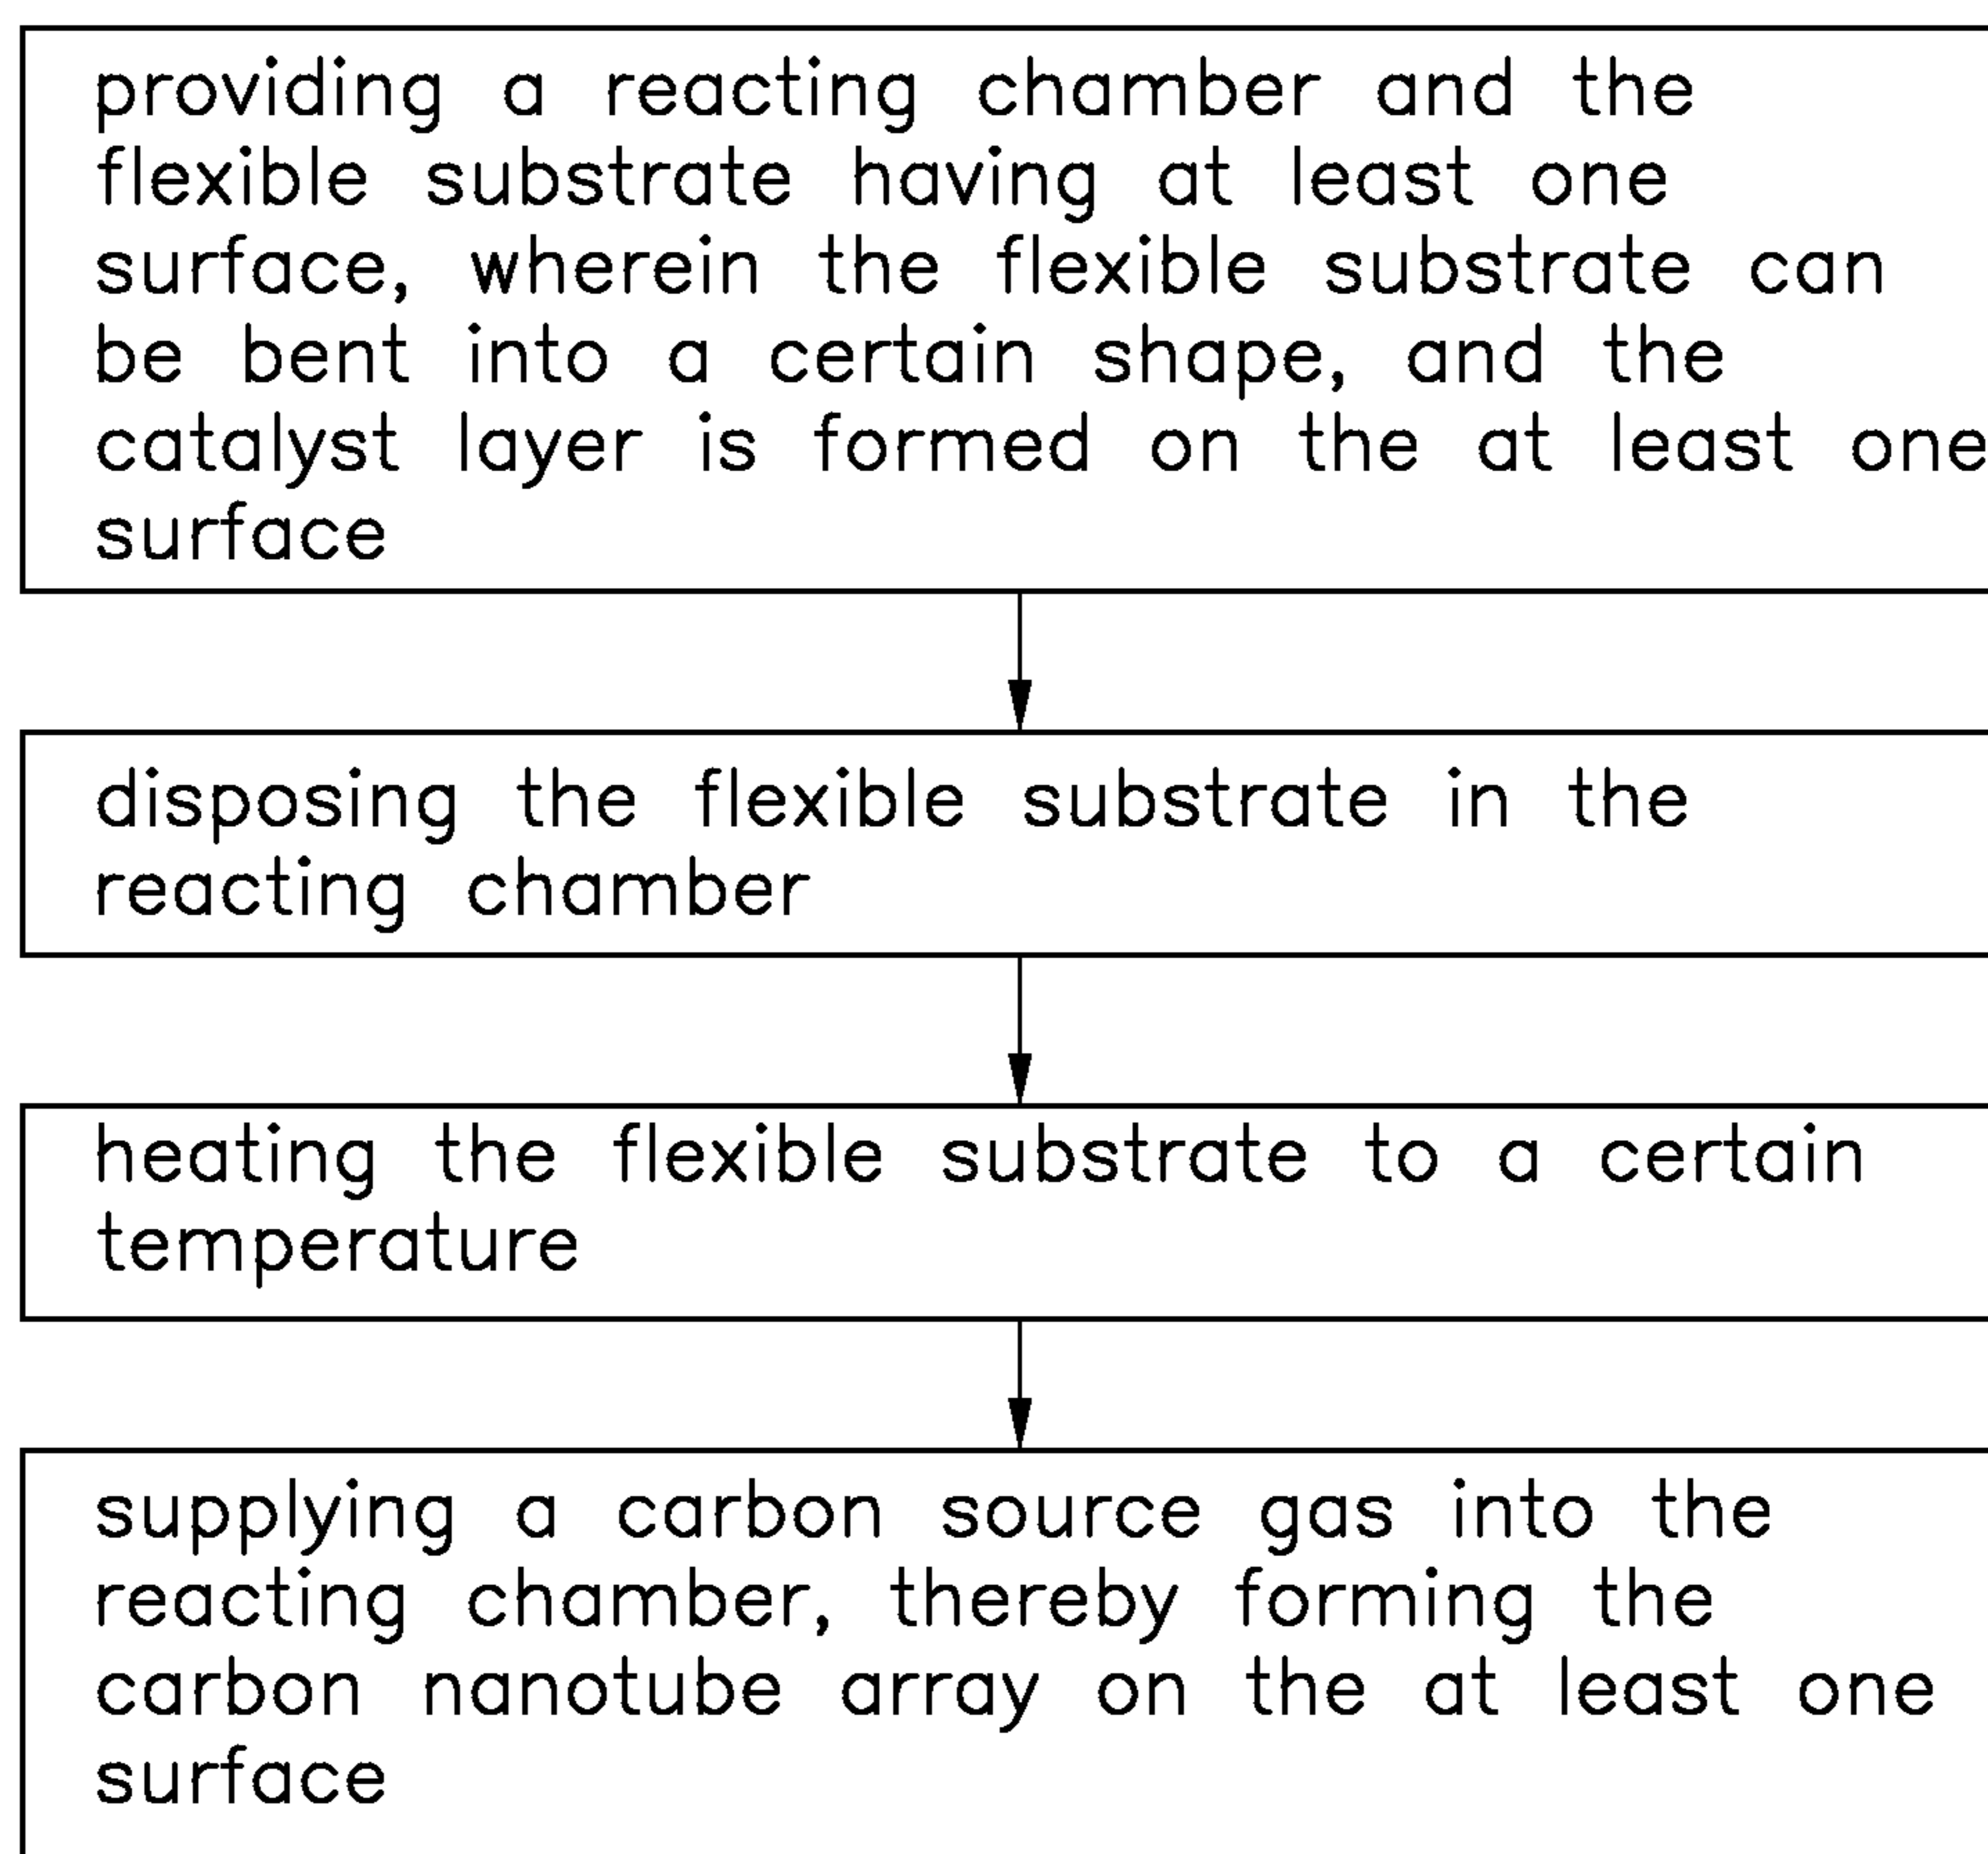 providing a reacting chamber and the
flexible substrate having at least one
surface, wherein the flexible substrate can
be bent into a certain shape, and the
catalyst layer is formed on the at least one
surface
disposing the flexible substrate in the
reacting chamber
heating the flexible substrate to a certain
temperature
supplying a carbon source gas into the
reacting chamber, thereby forming the
carbon nanotube array on the at least one
surface